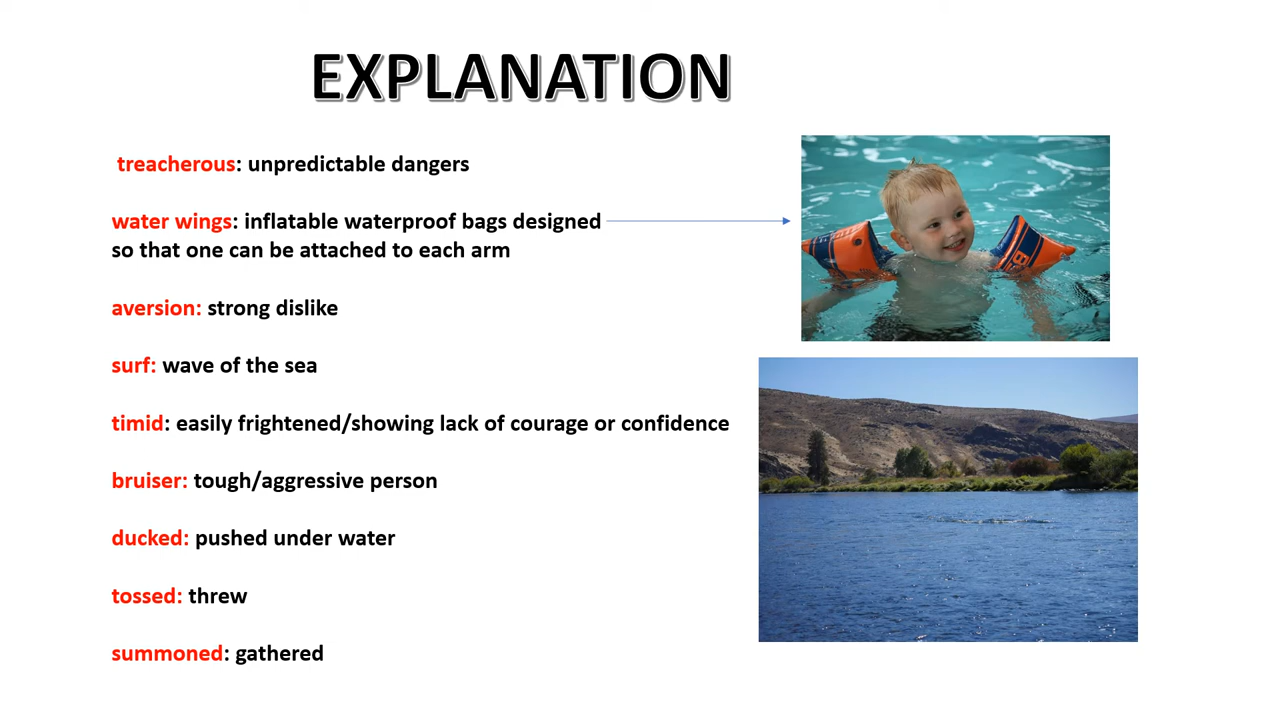 EXPLANATION
treacherous: unpredictable dangers
water wings: inflatable waterproof bags designed
so that one can be attached to each arm
aversion: strong dislike
surf: wave of the sea
timid: easily frightened/showing lack of courage or confidence
bruiser: tough/aggressive person
ducked: pushed under water
tossed: threw
summoned: gathered